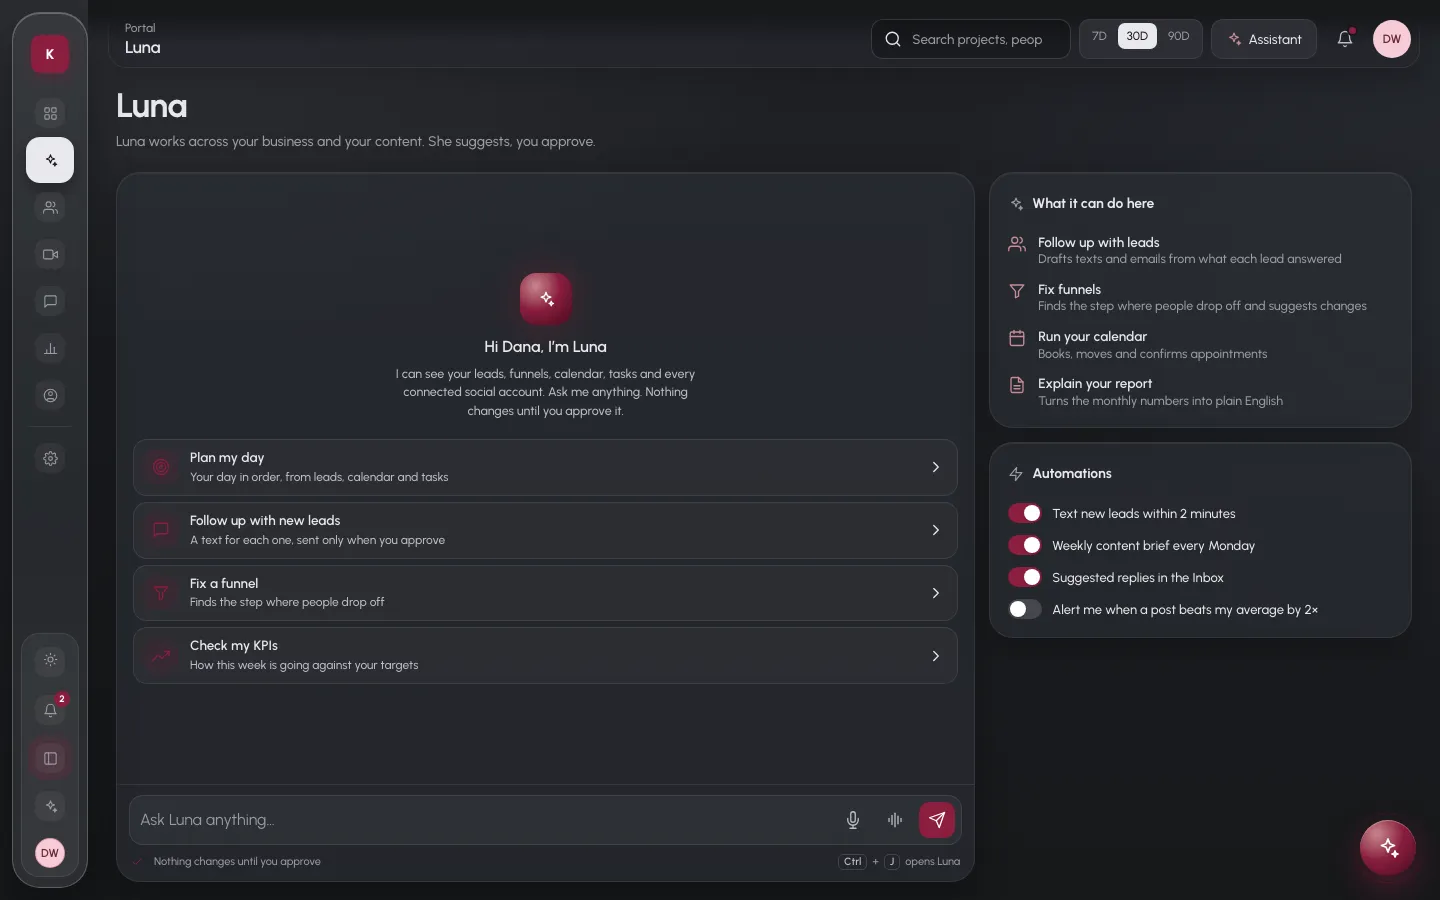 K
Portal
Luna
Search projects, peop
7D
30D
90D
Assistant
DW
Luna
Luna works across your business and your content. She suggests, you approve.
Hi Dana, I'm Luna
I can see your leads, funnels, calendar, tasks and every
connected social account. Ask me anything. Nothing
changes until you approve it.
Plan my day
Your day in order, from leads, calendar and tasks
Follow up with new leads
A text for each one, sent only when you approve
Fix a funnel
Finds the step where people drop off
Check my KPIs
How this week is going against your targets
Ask Luna anything...
Nothing changes until you approve
Ctrl + J opens Luna
What it can do here
Follow up with leads
Drafts texts and emails from what each lead answered
Fix funnels
Finds the step where people drop off and suggests changes
Run your calendar
Books, moves and confirms appointments
Explain your report
Turns the monthly numbers into plain English
Automations
Text new leads within 2 minutes
Weekly content brief every Monday
Suggested replies in the Inbox
Alert me when a post beats my average by 2×
2
DW